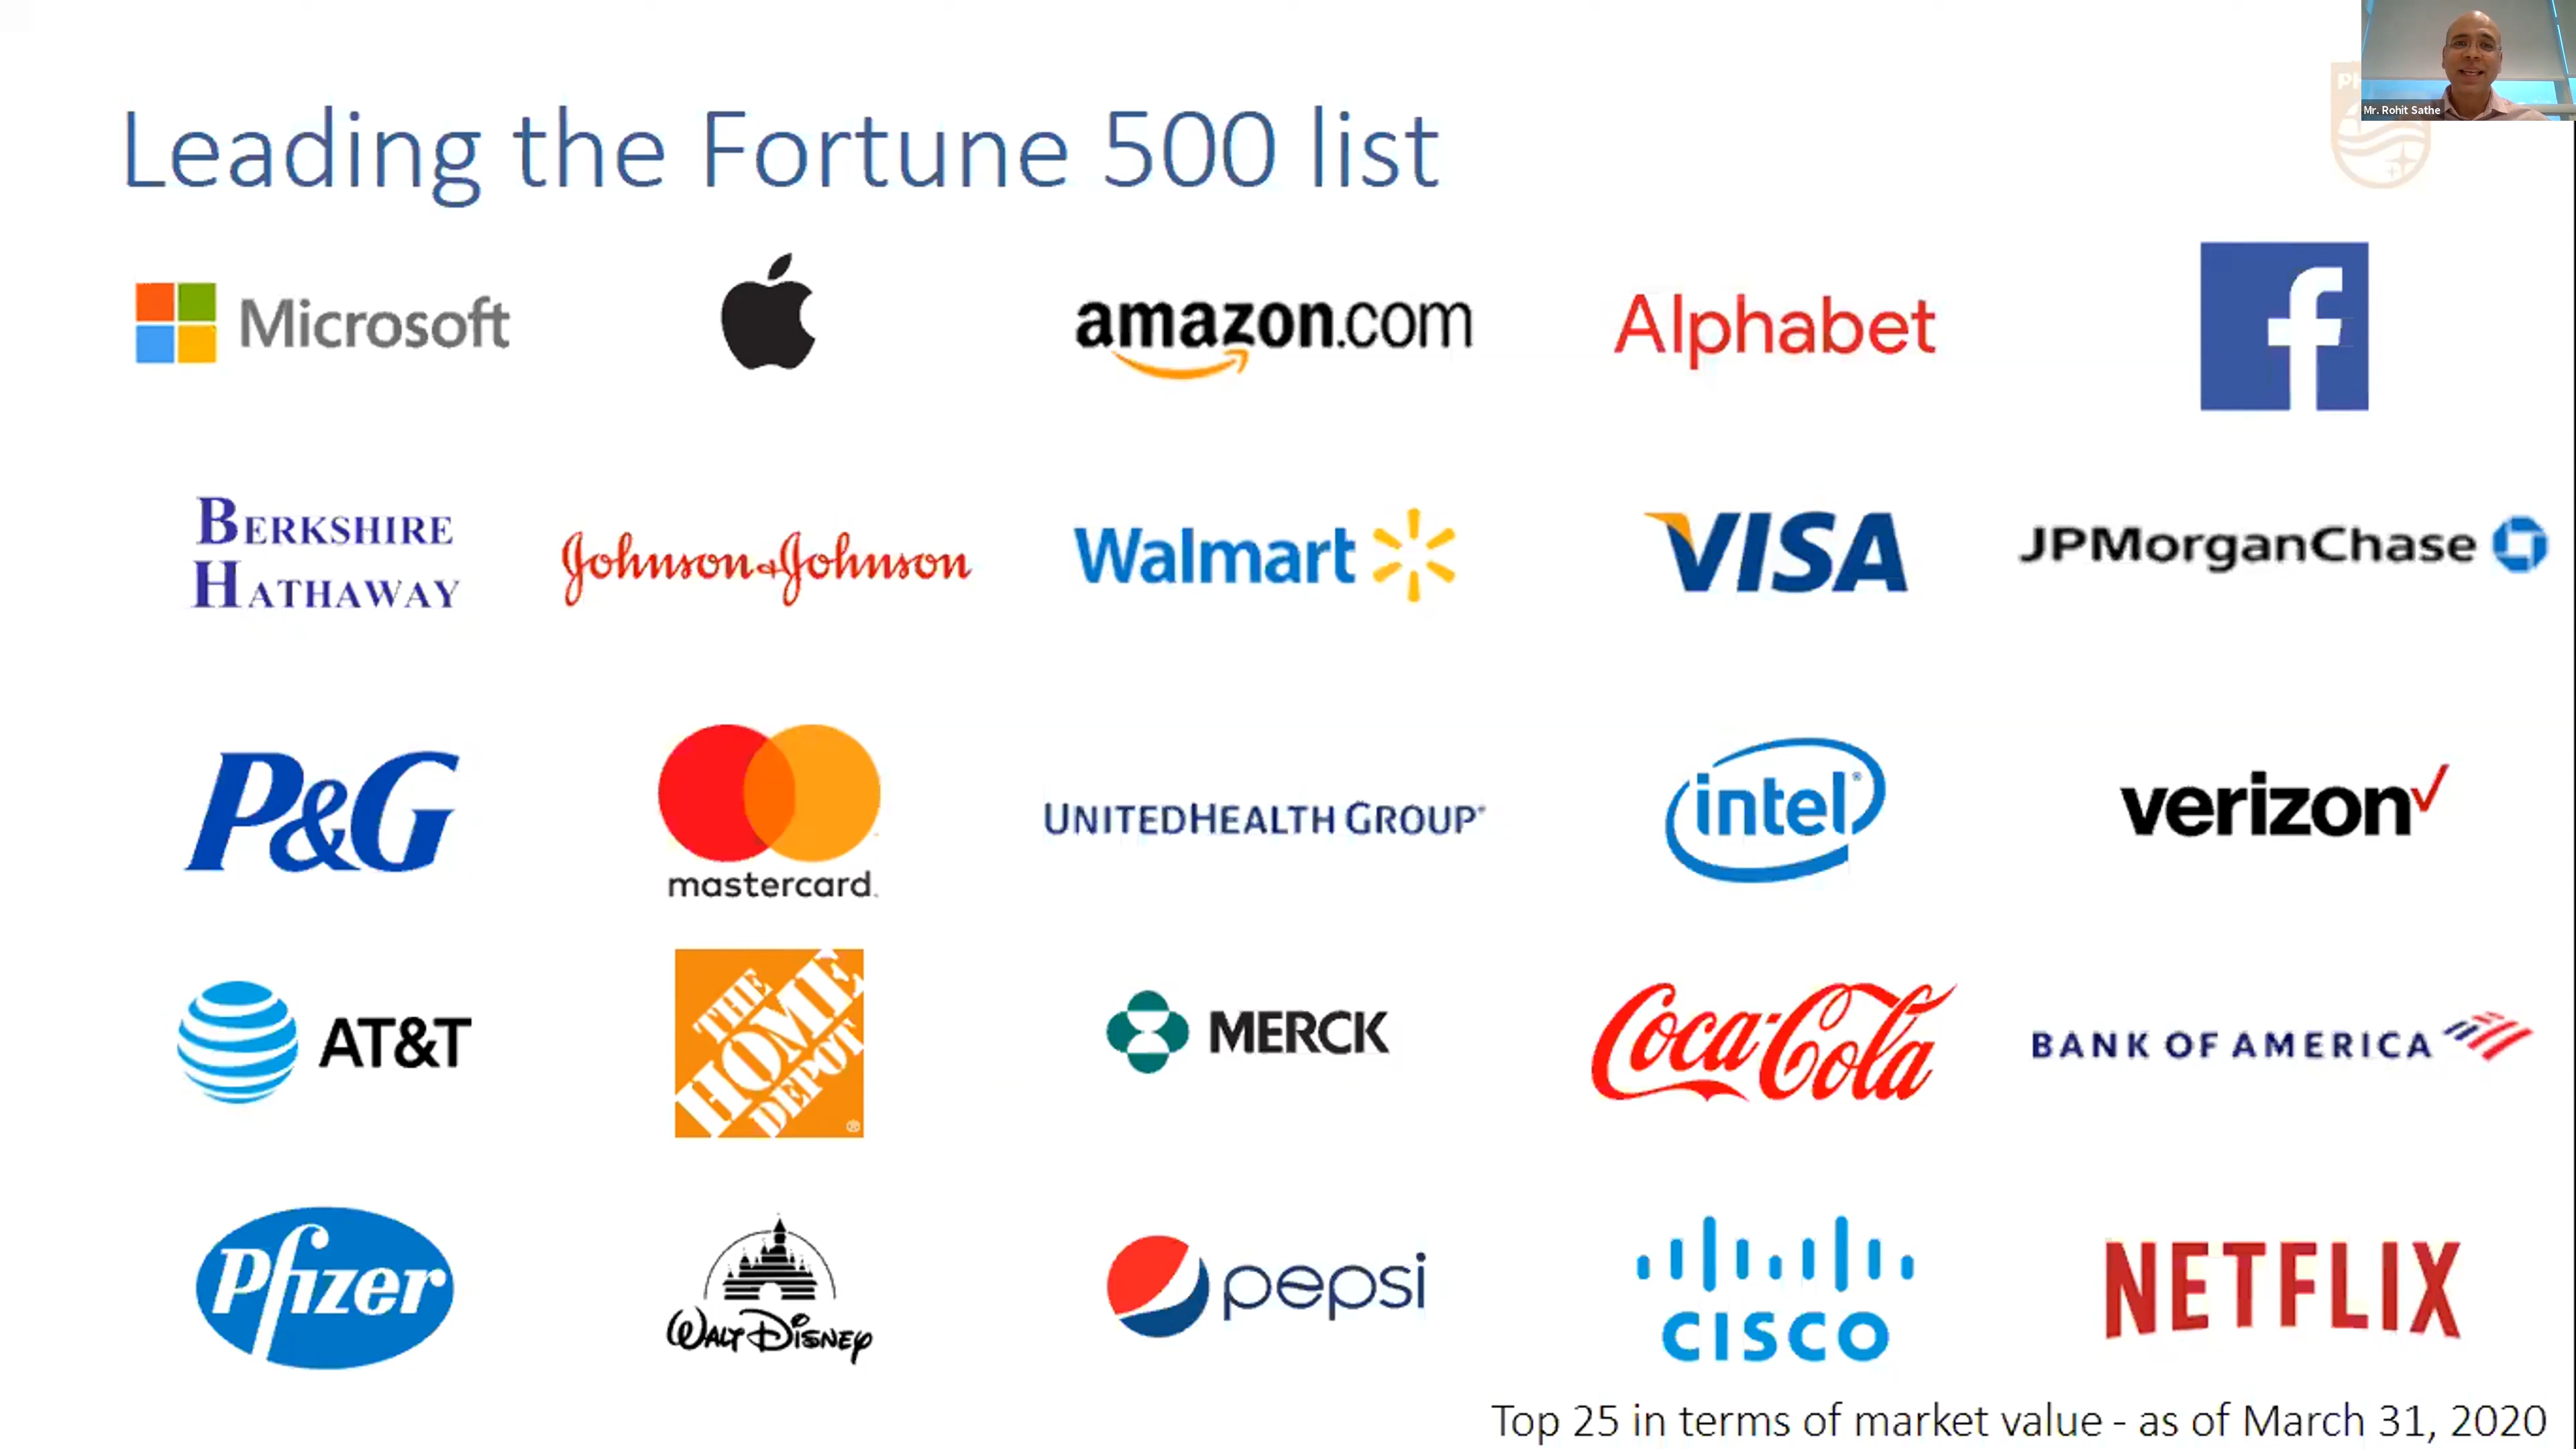 Mr. Rohit Sathe
PH
Leading the Fortune 500 list
Microsoft
amazon.com
Alphabet
f
BERKSHIRE
HATHAWAY
Johnson & Johnson
Walmart
VISA
JPMorganChase
P&G
mastercard.
UNITEDHEALTH GROUP®
intel®
verizon
AT&T
THE
HOME
DEPOT
®
MERCK
Coca-Cola
BANK OF AMERICA
Pfizer
WALT DISNEY
pepsi
CISCO
NETFLIX
Top 25 in terms of market value - as of March 31, 2020